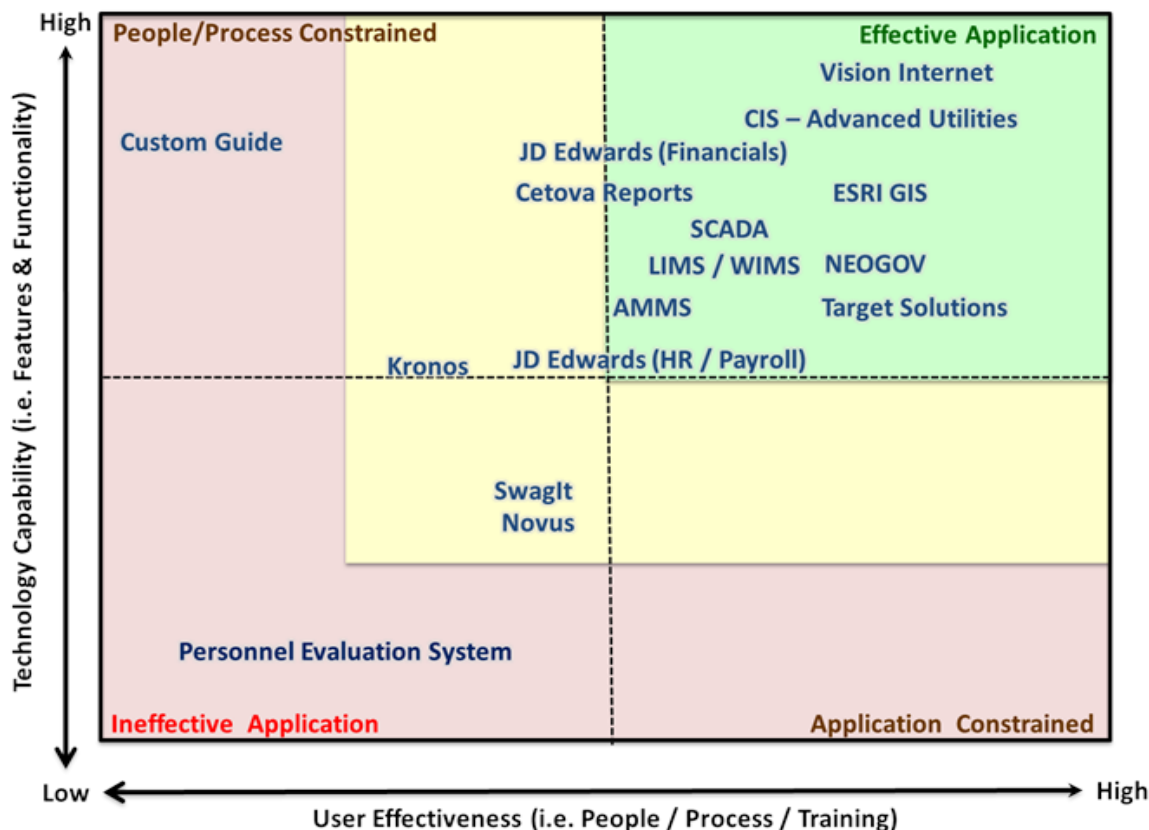 High
People/Process Constrained
Effective Application
Vision Internet
CIS – Advanced Utilities
Custom Guide
JD Edwards (Financials)
Cetova Reports
ESRI GIS
SCADA
LIMS / WIMS
NEOGOV
AMMS
Target Solutions
Kronos
JD Edwards (HR / Payroll)
SwagIt
Novus
Personnel Evaluation System
Ineffective Application
Application Constrained
Technology Capability (i.e. Features & Functionality)
Low
High
User Effectiveness (i.e. People / Process / Training)